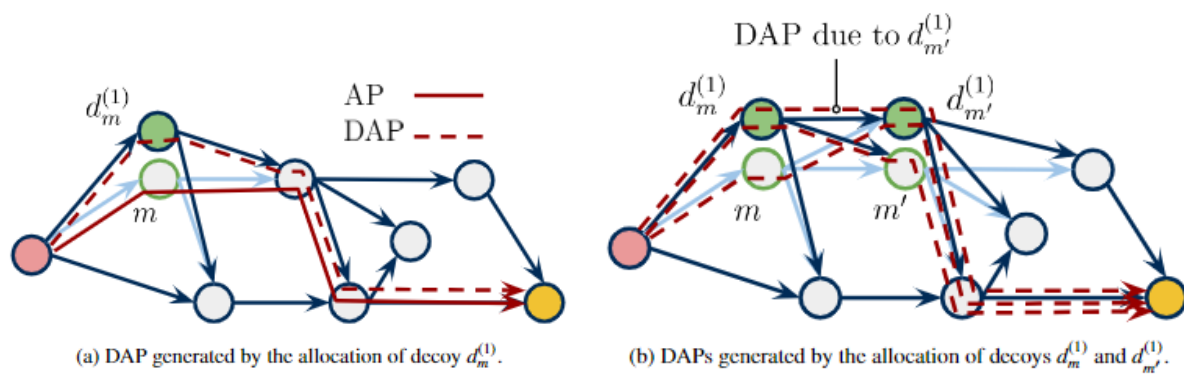 d_m^{(1)}
AP
DAP
m
(a) DAP generated by the allocation of decoy d_m^{(1)}.
DAP due to d_{m'}^{(1)}
d_m^{(1)}
d_{m'}^{(1)}
m
m'
(b) DAPs generated by the allocation of decoys d_m^{(1)} and d_{m'}^{(1)}.